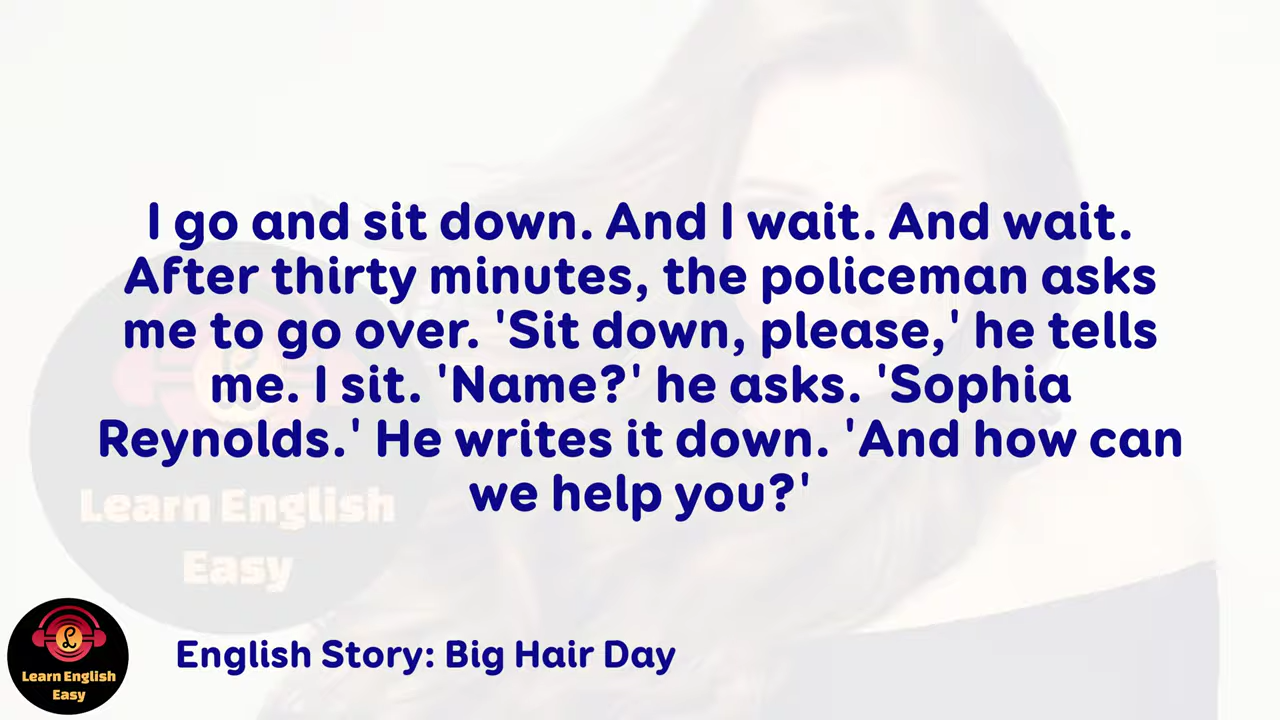 I go and sit down. And I wait. And wait.
After thirty minutes, the policeman asks
me to go over. 'Sit down, please,' he tells
me. I sit. 'Name?' he asks. 'Sophia
Reynolds.' He writes it down. 'And how can
we help you?'
Learn English
Easy
English Story: Big Hair Day
L
Learn English
Easy